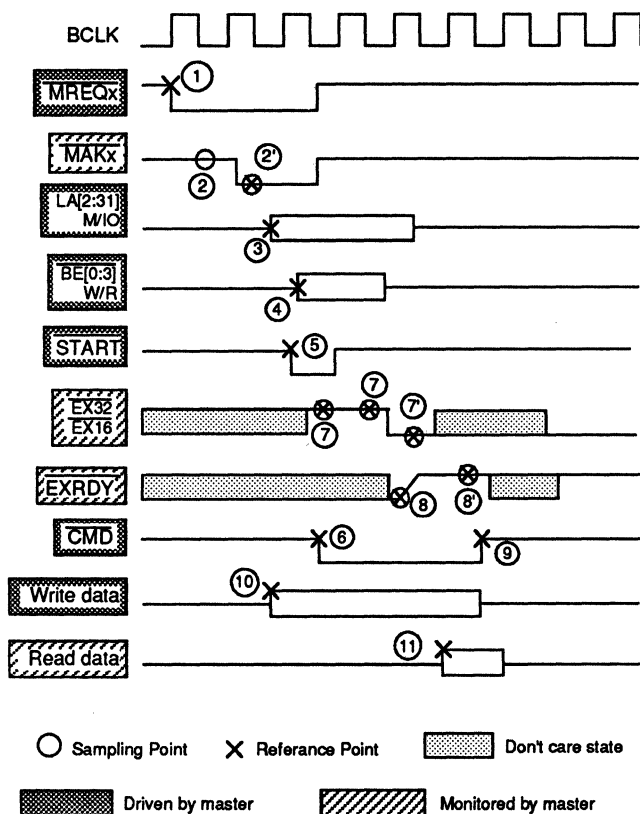 BCLK
MREQx
1
MAKx
2
2'
LA[2:31]
M/IO
3
BE[0:3]
W/R
4
START
5
EX32
EX16
7
7
7'
EXRDY
8
8'
CMD
6
9
Write data
10
Read data
11
Sampling Point
Referance Point
Don't care state
Driven by master
Monitored by master